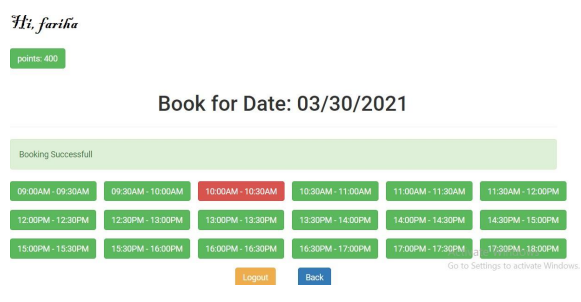 Hi, fariha
points: 400
Book for Date: 03/30/2021
Booking Successfull
09:00AM - 09:30AM 09:30AM - 10:00AM 10:00AM - 10:30AM 10:30AM - 11:00AM 11:00AM - 11:30AM 11:30AM - 12:00PM
12:00PM - 12:30PM 12:30PM - 13:00PM 13:00PM - 13:30PM 13:30PM - 14:00PM 14:00PM - 14:30PM 14:30PM - 15:00PM
15:00PM - 15:30PM 15:30PM - 16:00PM 16:00PM - 16:30PM 16:30PM - 17:00PM 17:00PM - 17:30PM 17:30PM - 18:00PM
Go to Settings to activate Windows.
Logout Back